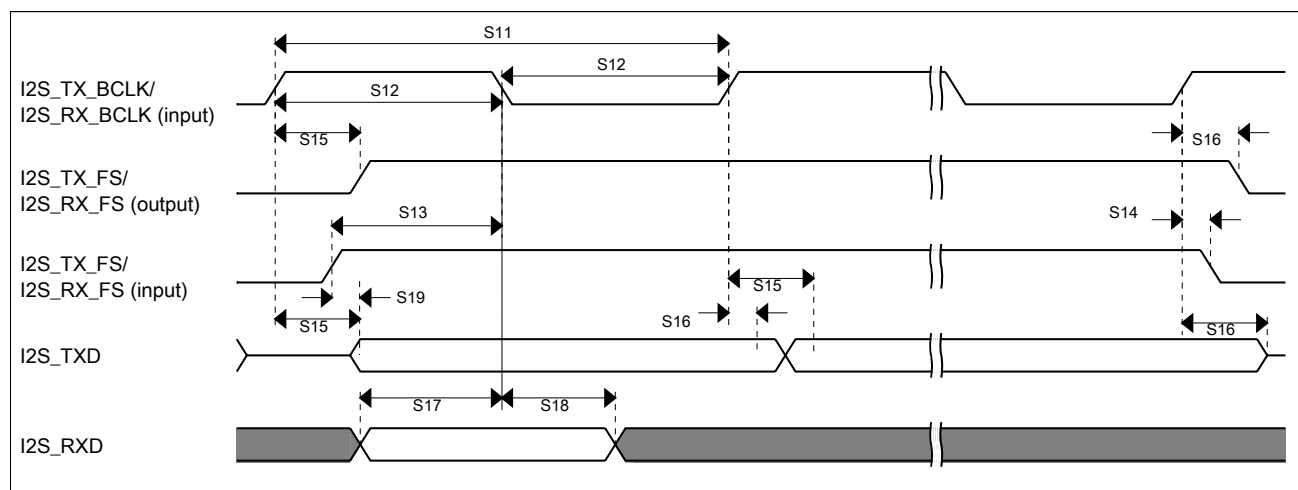 S11
S12
I2S_TX_BCLK/
I2S_RX_BCLK (input)
S12
S15
S16
I2S_TX_FS/
I2S_RX_FS (output)
S13
S14
I2S_TX_FS/
I2S_RX_FS (input)
S15
S19
S16
S15
S16
I2S_TXD
S17
S18
I2S_RXD